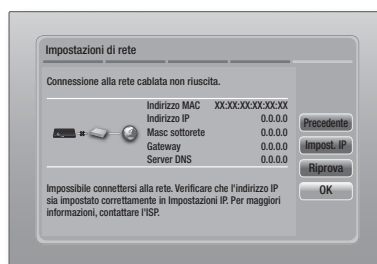 Impostazioni di rete
Connessione alla rete cablata non riuscita.
Indirizzo MAC XX:XX:XX:XX:XX:XX
Indirizzo IP 0.0.0.0
Masc sottorete 0.0.0.0
Gateway 0.0.0.0
Server DNS 0.0.0.0
Impossibile connettersi alla rete. Verificare che l'indirizzo IP
sia impostato correttamente in Impostazioni IP. Per maggiori
informazioni, contattare l'ISP.
Precedente
Impost. IP
Riprova
OK